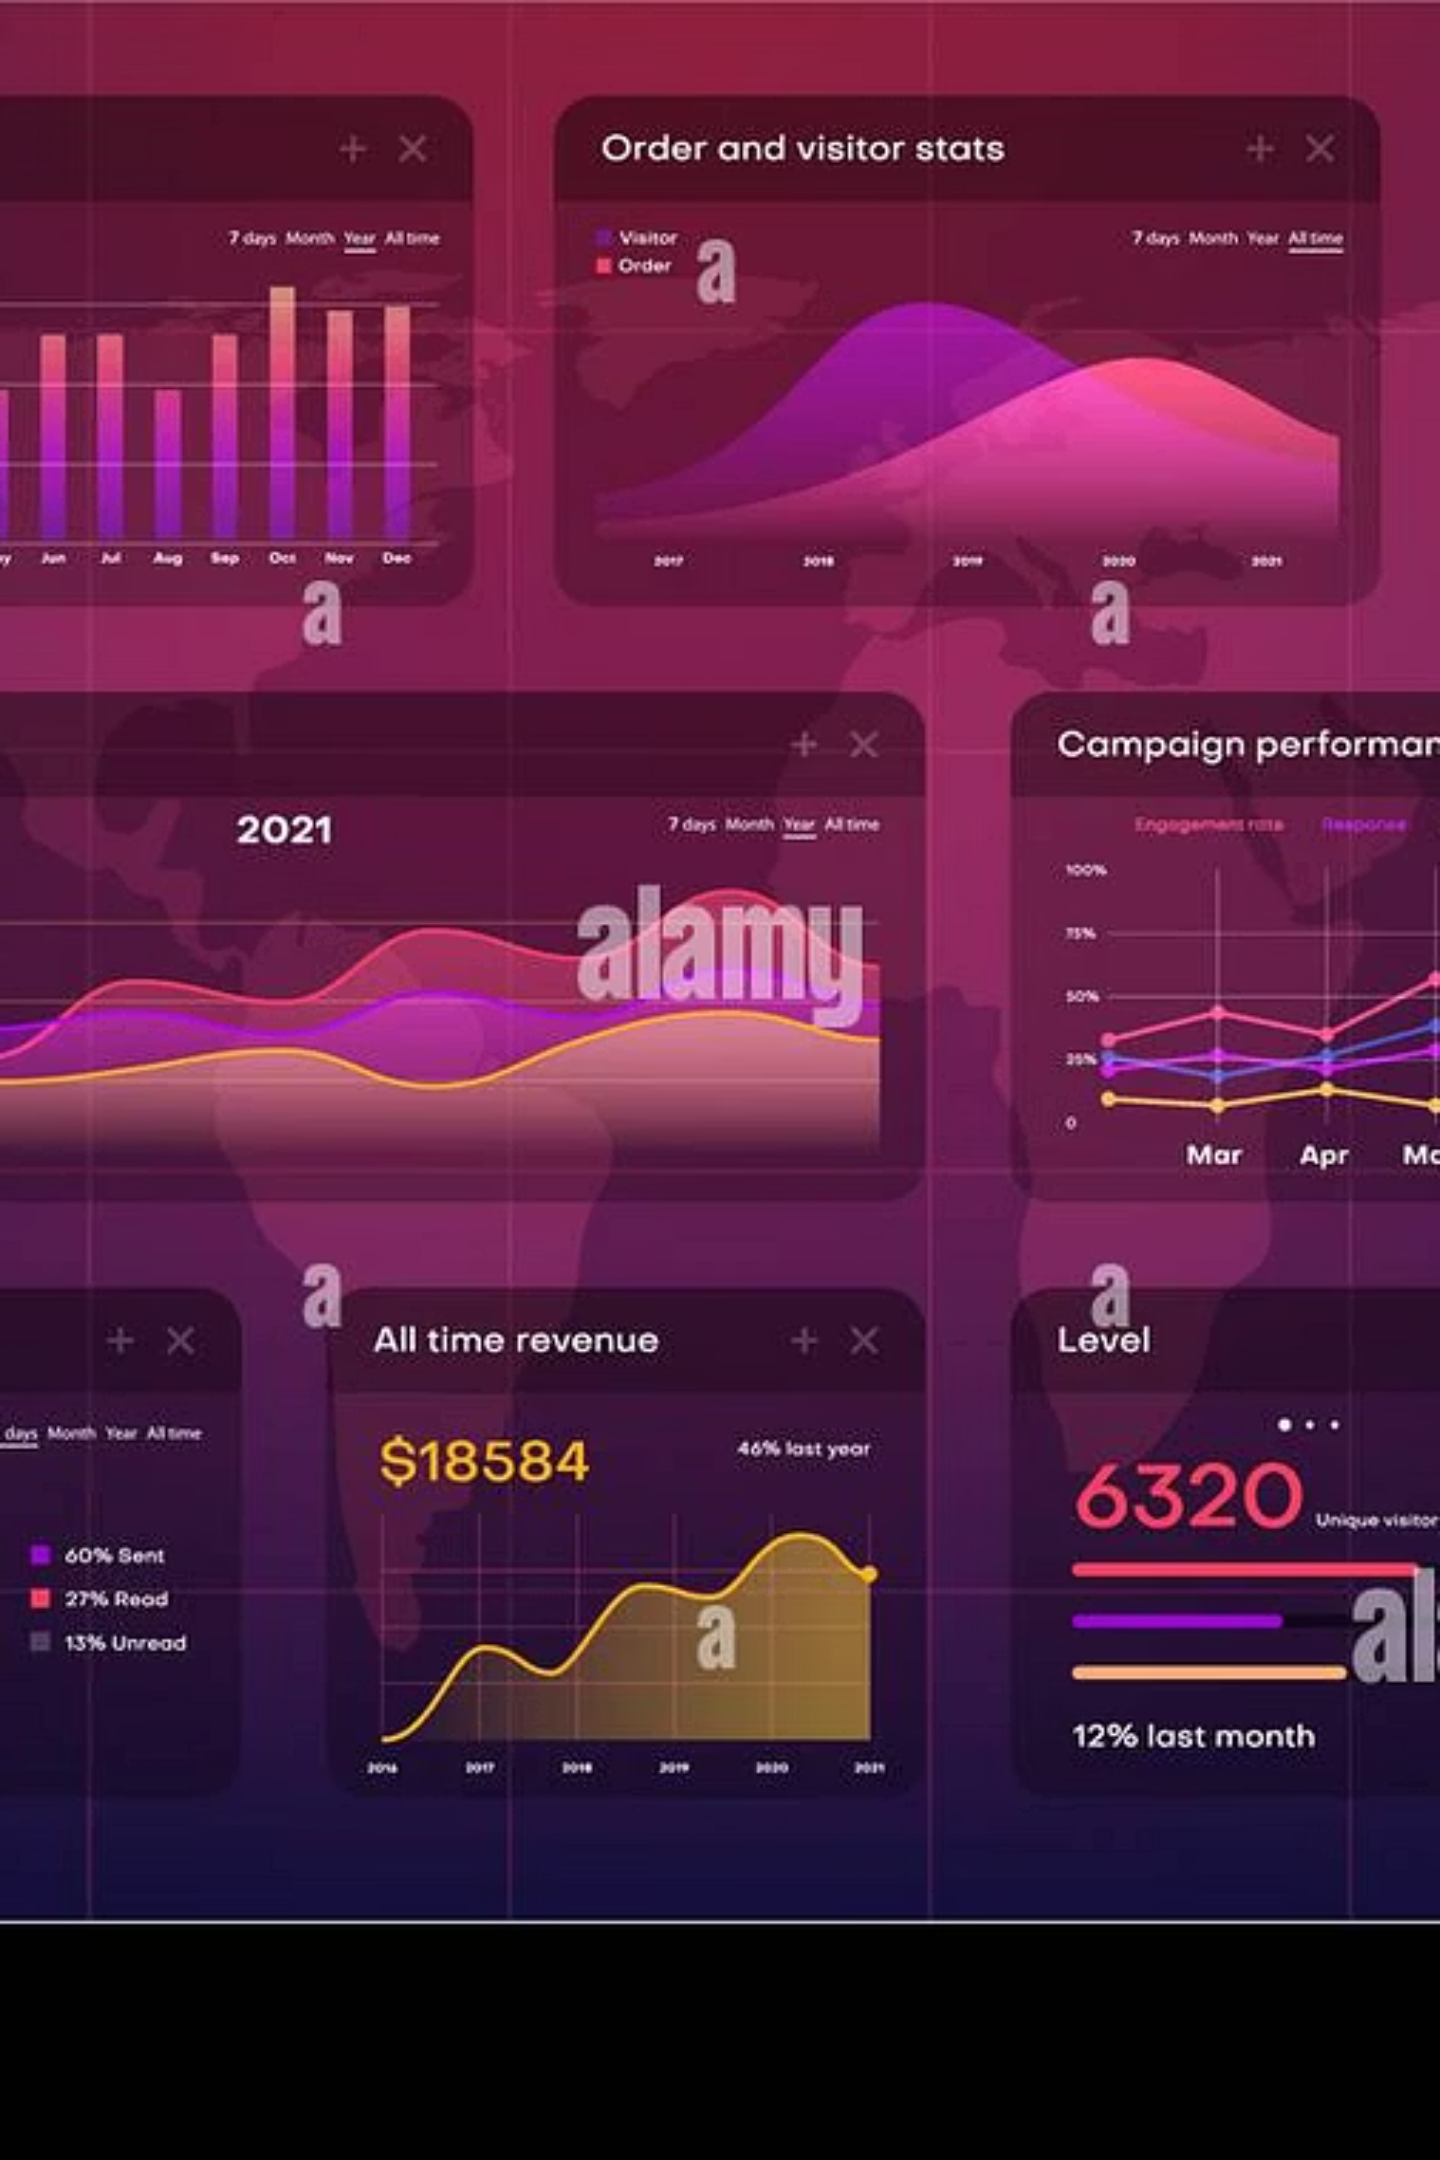 Order and visitor stats
7 days Month Year All time
Visitor
Order
7 days Month Year All time
Jun Jul Aug Sep Oct Nov Dec
2017 2018 2019 2020 2021
a
a
a
Campaign
2021
7 days Month Year All time
Engagement rate Response
100%
75%
50%
25%
0
Mar Apr
alamy
a
a
All time revenue
Level
days Month Year All time
$18584
46% last year
6320
Unique visitor
60% Sent
27% Read
13% Unread
a
12% last month
2016 2017 2018 2019 2020 2021